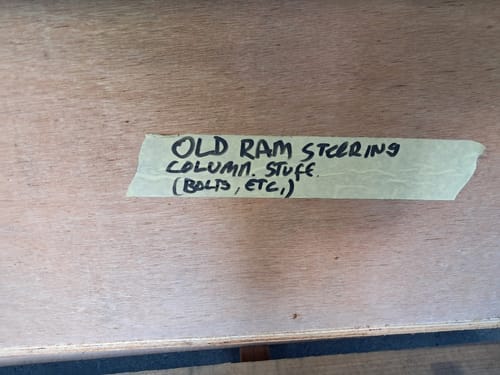 OLD RAM STEERING
COLUMN. STUFF.
(BOLTS, ETC,)